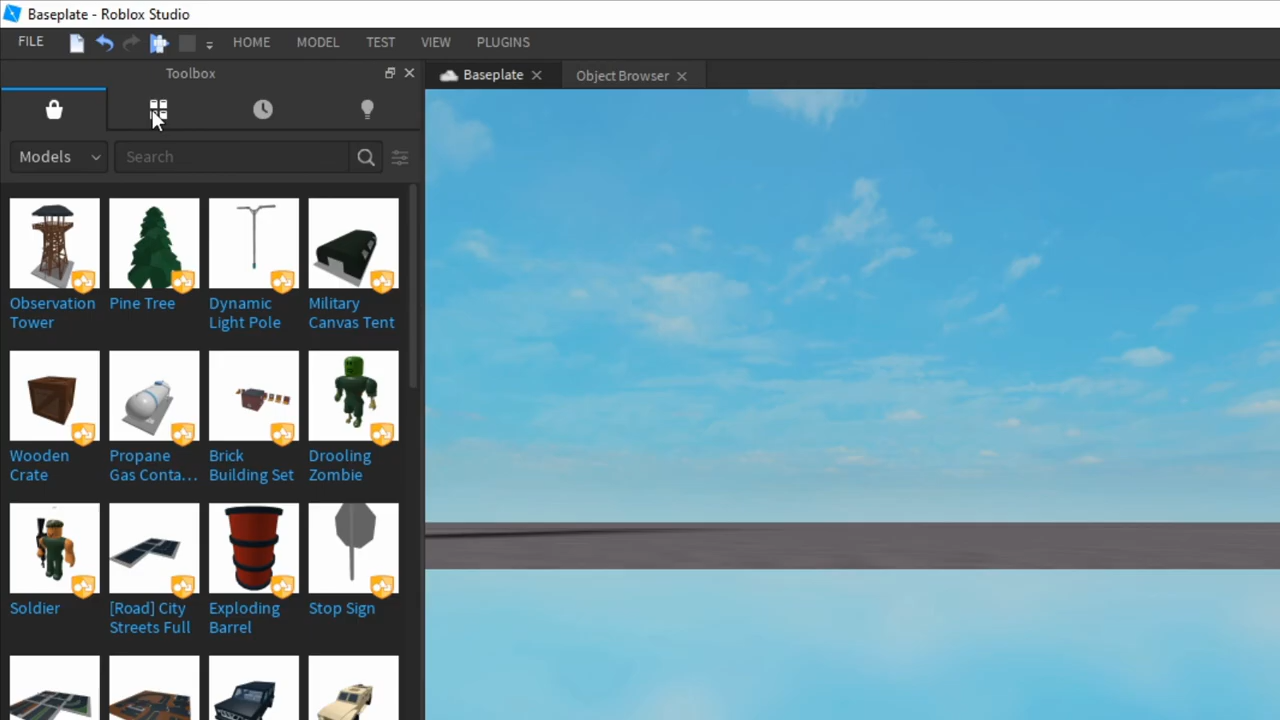 Baseplate - Roblox Studio
FILE HOME MODEL TEST VIEW PLUGINS
Toolbox
Baseplate Object Browser
Models Search
Observation Tower
Pine Tree
Dynamic Light Pole
Military Canvas Tent
Wooden Crate
Propane Gas Conta...
Brick Building Set
Drooling Zombie
Soldier
[Road] City Streets Full
Exploding Barrel
Stop Sign